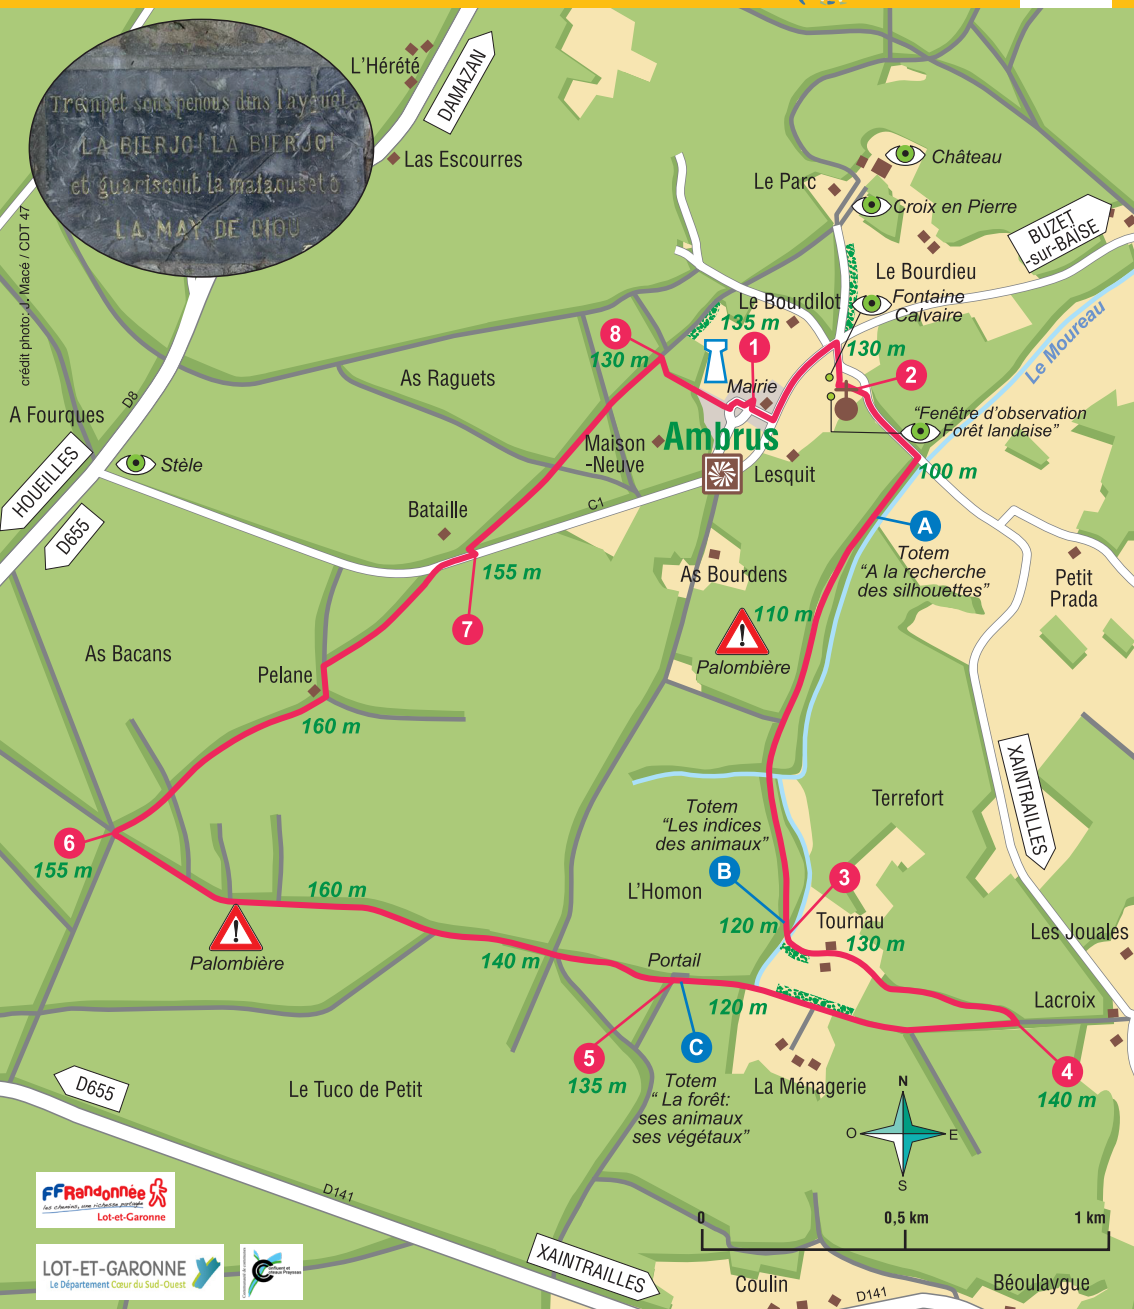 L'Hérété
DAMAZAN
Trempet sous penous dins l'ayguete
LA BIERJO! LA BIERJO!
et guariscout la malaouseto
LA MAY DE DIOU
crédit photo: J. Macé / CDT 47
Las Escourres
Château
Le Parc
Croix en Pierre
BUZET
-sur-BAÏSE
Le Bourdieu
Le Bourdilot
Fontaine
Calvaire
Le Moureau
135 m
8
130 m
1
130 m
As Raguets
Mairie
2
D8
A Fourques
"Fenêtre d'observation
Forêt landaise"
Ambrus
Maison
-Neuve
HOUEILLES
Stèle
Lesquit
100 m
D655
Bataille
C1
A
Totem
"A la recherche
des silhouettes"
155 m
As Bourdens
Petit
Prada
110 m
7
As Bacans
Palombière
Pelane
160 m
XAINTRAILLES
Terrefort
Totem
"Les indices
des animaux"
6
155 m
B
3
160 m
L'Homon
120 m
Tournau
130 m
Les Jouales
Palombière
140 m
Portail
120 m
Lacroix
5
135 m
C
4
140 m
D655
Le Tuco de Petit
Totem
" La forêt:
ses animaux
ses végétaux"
La Ménagerie
N
O
E
S
FFRandonnée
les chemins, une richesse partagée
Lot-et-Garonne
D141
0
0,5 km
1 km
LOT-ET-GARONNE
Le Département Cœur du Sud-Ouest
XAINTRAILLES
Coulin
D141
Béoulaygue